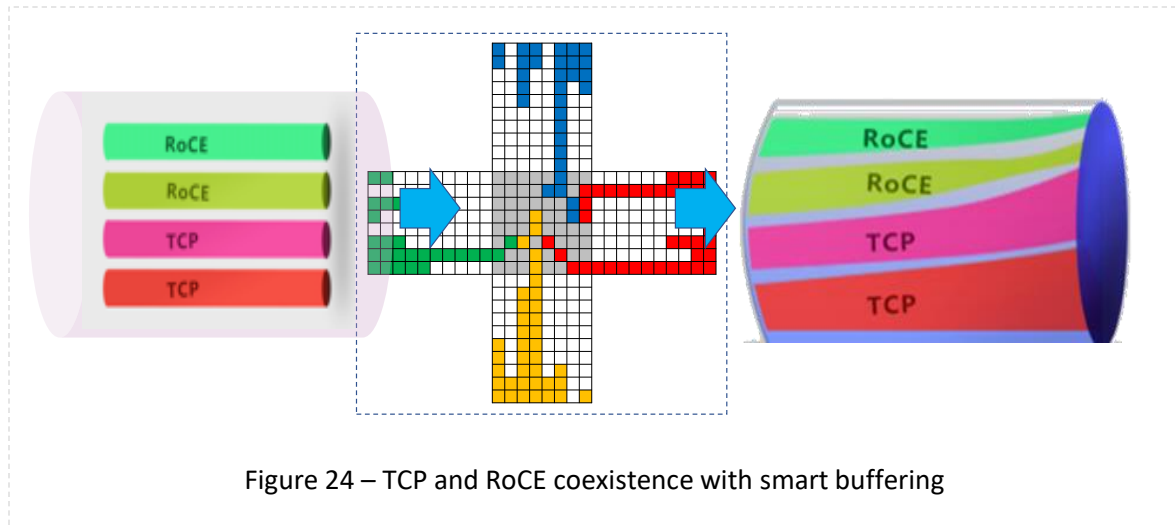 RoCE
RoCE
TCP
TCP
RoCE
RoCE
TCP
TCP
Figure 24 – TCP and RoCE coexistence with smart buffering